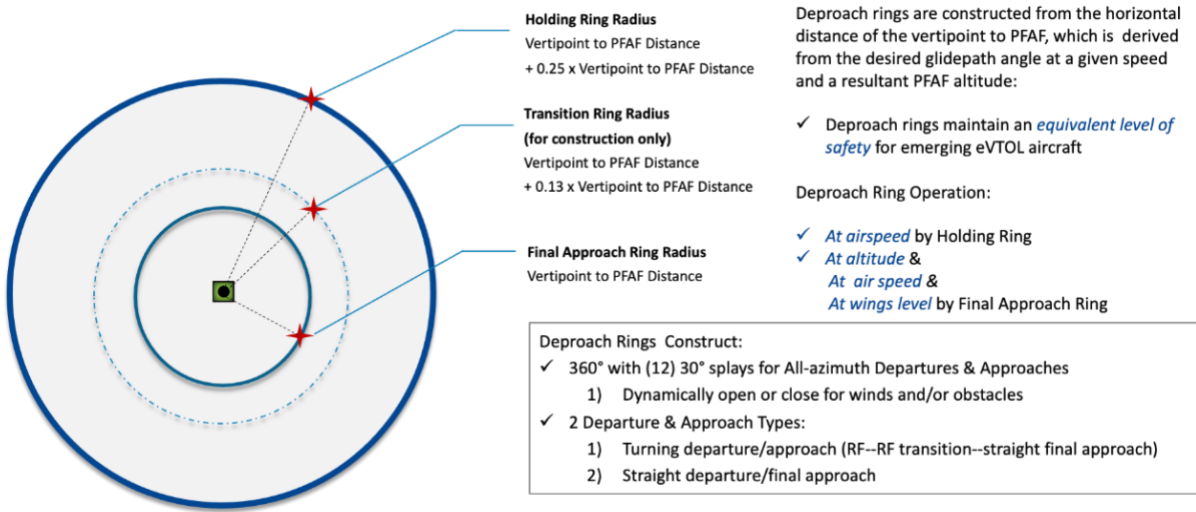 Holding Ring Radius
Vertipoint to PFAF Distance
+ 0.25 x Vertipoint to PFAF Distance
Transition Ring Radius
(for construction only)
Vertipoint to PFAF Distance
+ 0.13 x Vertipoint to PFAF Distance
Final Approach Ring Radius
Vertipoint to PFAF Distance
Deproach rings are constructed from the horizontal
distance of the vertipoint to PFAF, which is derived
from the desired glidepath angle at a given speed
and a resultant PFAF altitude:
✓ Deproach rings maintain an equivalent level of
safety for emerging eVTOL aircraft
Deproach Ring Operation:
✓ At airspeed by Holding Ring
✓ At altitude &
At air speed &
At wings level by Final Approach Ring
Deproach Rings Construct:
✓ 360° with (12) 30° splays for All-azimuth Departures & Approaches
1) Dynamically open or close for winds and/or obstacles
✓ 2 Departure & Approach Types:
1) Turning departure/approach (RF--RF transition--straight final approach)
2) Straight departure/final approach